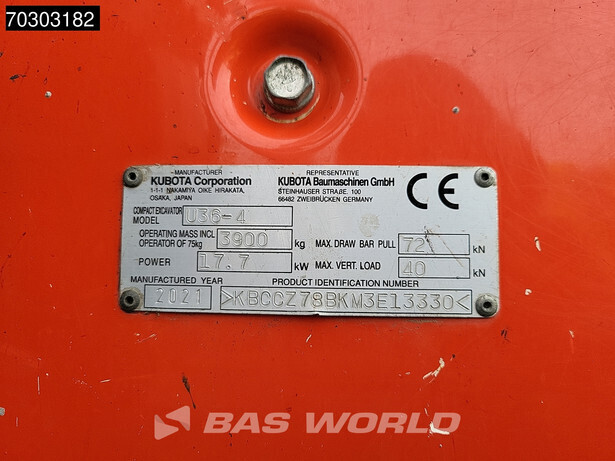 70303182
MANUFACTURER
KUBOTA Corporation
1-1-1 NAKAMIYA OIKE HIRAKATA,
OSAKA, JAPAN
REPRESENTATIVE
KUBOTA Baumaschinen GmbH
STEINHAUSER STRAßE, 100
66482 ZWEIBRÜCKEN GERMANY
CE
COMPACT EXCAVATOR
MODEL U36-4
OPERATING MASS INCL
OPERATOR OF 75kg 3900 kg
MAX. DRAW BAR PULL 72 kN
POWER 17.7 kW
MAX. VERT. LOAD 40 kN
MANUFACTURED YEAR
2021
PRODUCT IDENTIFICATION NUMBER
>KBCCZ78BKM3E13330<
BAS WORLD